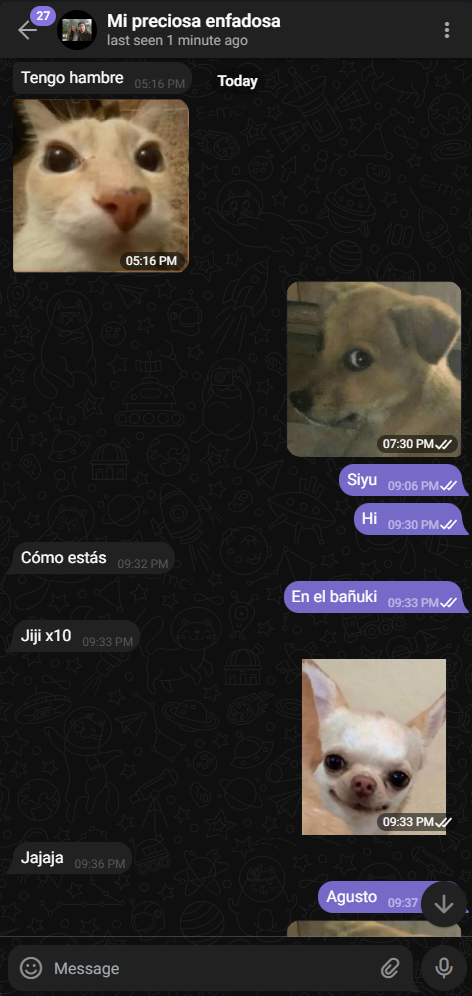 27
Mi preciosa enfadosa
last seen 1 minute ago
Tengo hambre 05:16 PM
Today
05:16 PM
07:30 PM
Siyu 09:06 PM
Hi 09:30 PM
Cómo estás 09:32 PM
En el bañuki 09:33 PM
Jiji x10 09:33 PM
09:33 PM
Jajaja 09:36 PM
Agusto 09:37
Message